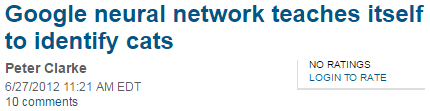 Google neural network teaches itself
to identify cats
Peter Clarke
6/27/2012 11:21 AM EDT
10 comments
NO RATINGS
LOGIN TO RATE